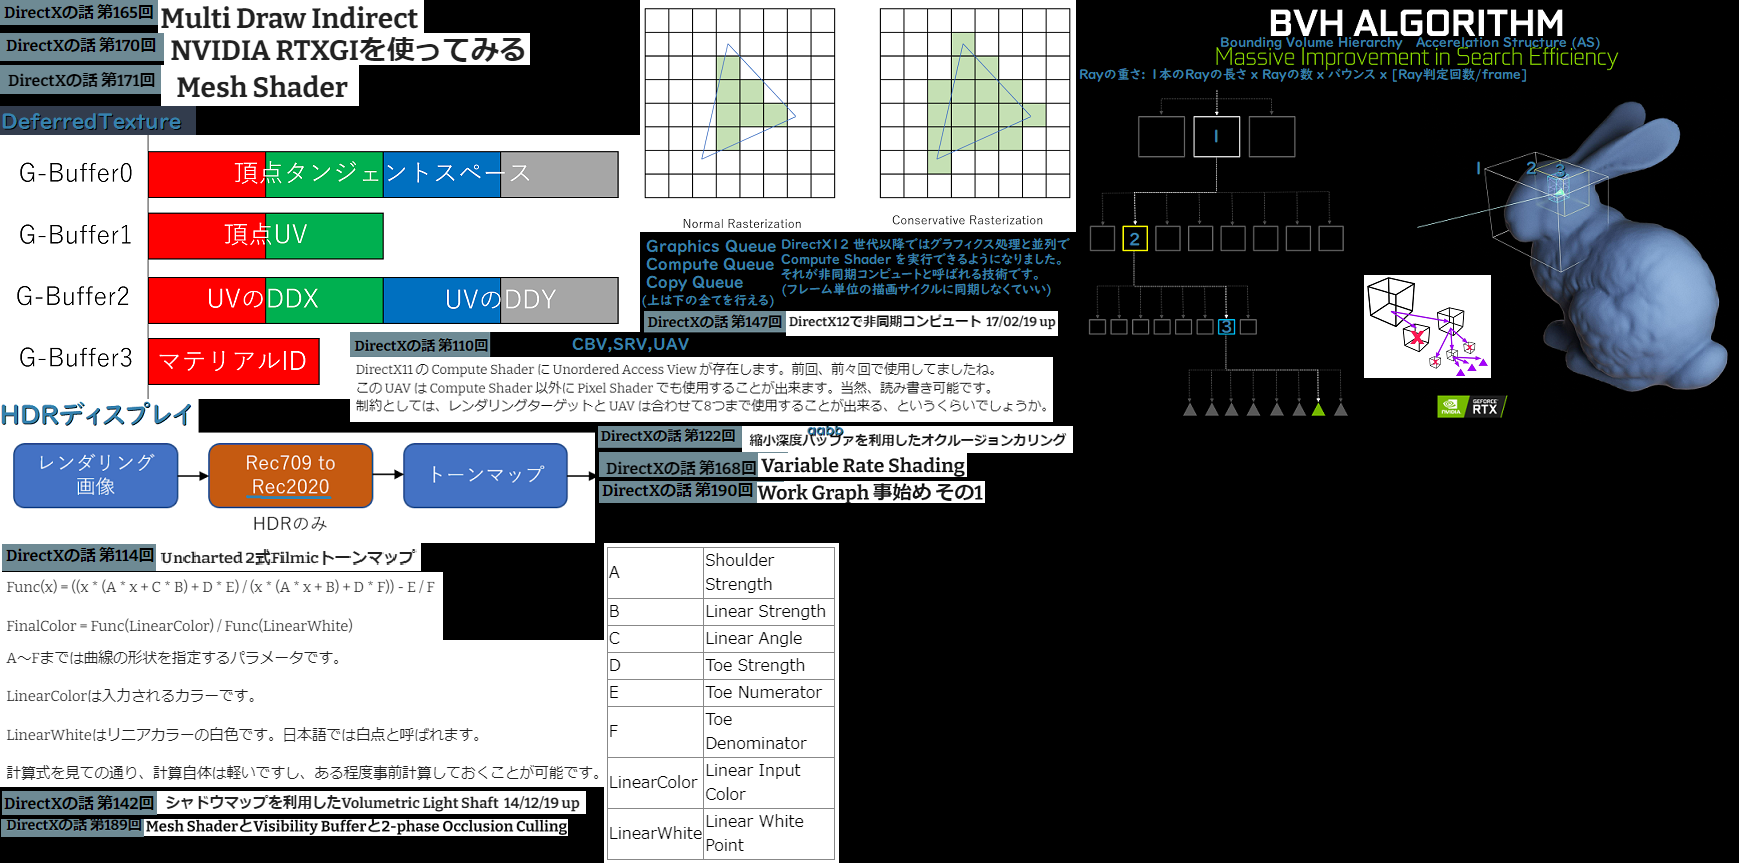 DirectXの話 第165回
Multi Draw Indirect
DirectXの話 第170回
NVIDIA RTXGIを使ってみる
DirectXの話 第171回
Mesh Shader
DeferredTexture
G-Buffer0
頂点タンジェントスペース
G-Buffer1
頂点UV
G-Buffer2
UVのDDX
UVのDDY
G-Buffer3
マテリアルID
Normal Rasterization
Conservative Rasterization
Graphics Queue
Compute Queue
Copy Queue
(上は下の全てを行える)
DirectX12 世代以降ではグラフィクス処理と並列で
Compute Shader を実行できるようになりました。
それが非同期コンピュートと呼ばれる技術です。
(フレーム単位の描画サイクルに同期しなくていい)
DirectXの話 第147回
DirectX12で非同期コンピュート 17/02/19 up
DirectXの話 第110回
CBV,SRV,UAV
DirectX11 の Compute Shader に Unordered Access View が存在します。前回、前々回で使用してましたね。
この UAV は Compute Shader 以外に Pixel Shader でも使用することが出来ます。当然、読み書き可能です。
制約としては、レンダリングターゲットと UAV は合わせて8つまで使用することが出来る、というくらいでしょうか。
HDRディスプレイ
レンダリング
画像
Rec709 to
Rec2020
トーンマップ
HDRのみ
DirectXの話 第122回
aabb
縮小深度バッファを利用したオクルージョンカリング
DirectXの話 第168回
Variable Rate Shading
DirectXの話 第190回
Work Graph 事始め その1
DirectXの話 第114回
Uncharted 2式Filmicトーンマップ
Func(x) = ((x * (A * x + C * B) + D * E) / (x * (A * x + B) + D * F)) - E / F
FinalColor = Func(LinearColor) / Func(LinearWhite)
A～Fまでは曲線の形状を指定するパラメータです。
LinearColorは入力されるカラーです。
LinearWhiteはリニアカラーの白色です。日本語では白点と呼ばれます。
計算式を見ての通り、計算自体は軽いですし、ある程度事前計算しておくことが可能です。
A Shoulder Strength
B Linear Strength
C Linear Angle
D Toe Strength
E Toe Numerator
F Toe Denominator
LinearColor Linear Input Color
LinearWhite Linear White Point
DirectXの話 第142回
シャドウマップを利用したVolumetric Light Shaft 14/12/19 up
DirectXの話 第189回
Mesh ShaderとVisibility Bufferと2-phase Occlusion Culling
BVH ALGORITHM
Bounding Volume Hierarchy Accerelation Structure (AS)
Massive Improvement in Search Efficiency
Rayの重さ: 1本のRayの長さ x Rayの数 x バウンス x [Ray判定回数/frame]
1
2
3
1
2
3
NVIDIA
GEFORCE
RTX